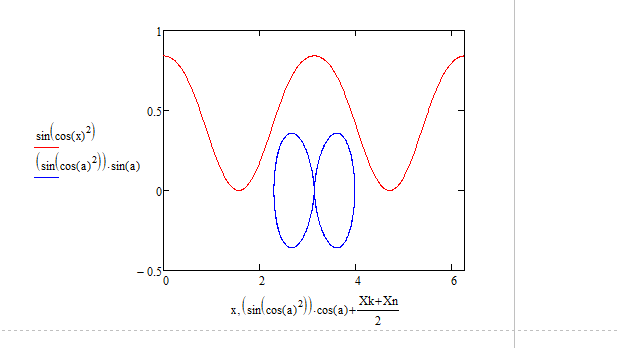 1
0.5
0
−0.5
0
2
4
6
sin(cos(x)²)
(sin(cos(a)²))·sin(a)
x,(sin(cos(a)²))·cos(a)+(Xk+Xn)/2